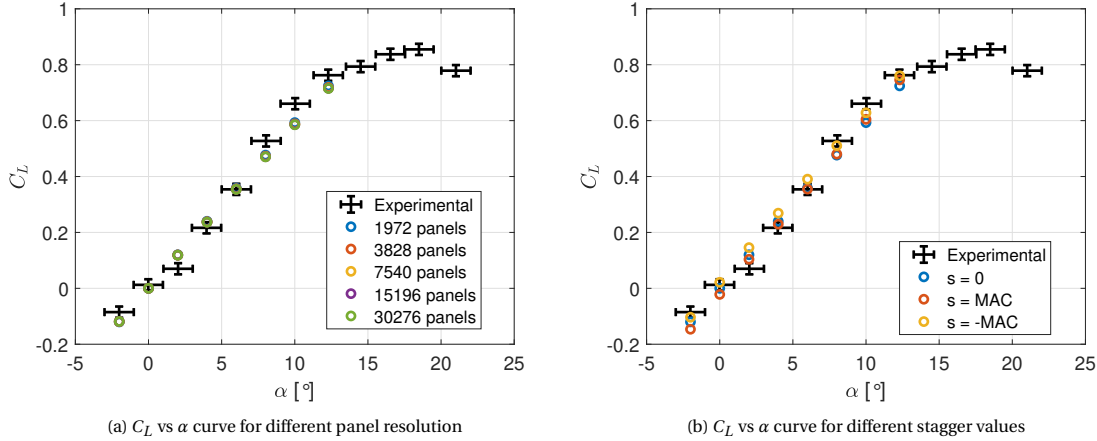 1
0.8
0.6
0.4
0.2
0
-0.2
C_L
Experimental
1972 panels
3828 panels
7540 panels
15196 panels
30276 panels
-5 0 5 10 15 20 25
α [°]
(a) C_L vs α curve for different panel resolution
1
0.8
0.6
0.4
0.2
0
-0.2
C_L
Experimental
s = 0
s = MAC
s = -MAC
-5 0 5 10 15 20 25
α [°]
(b) C_L vs α curve for different stagger values